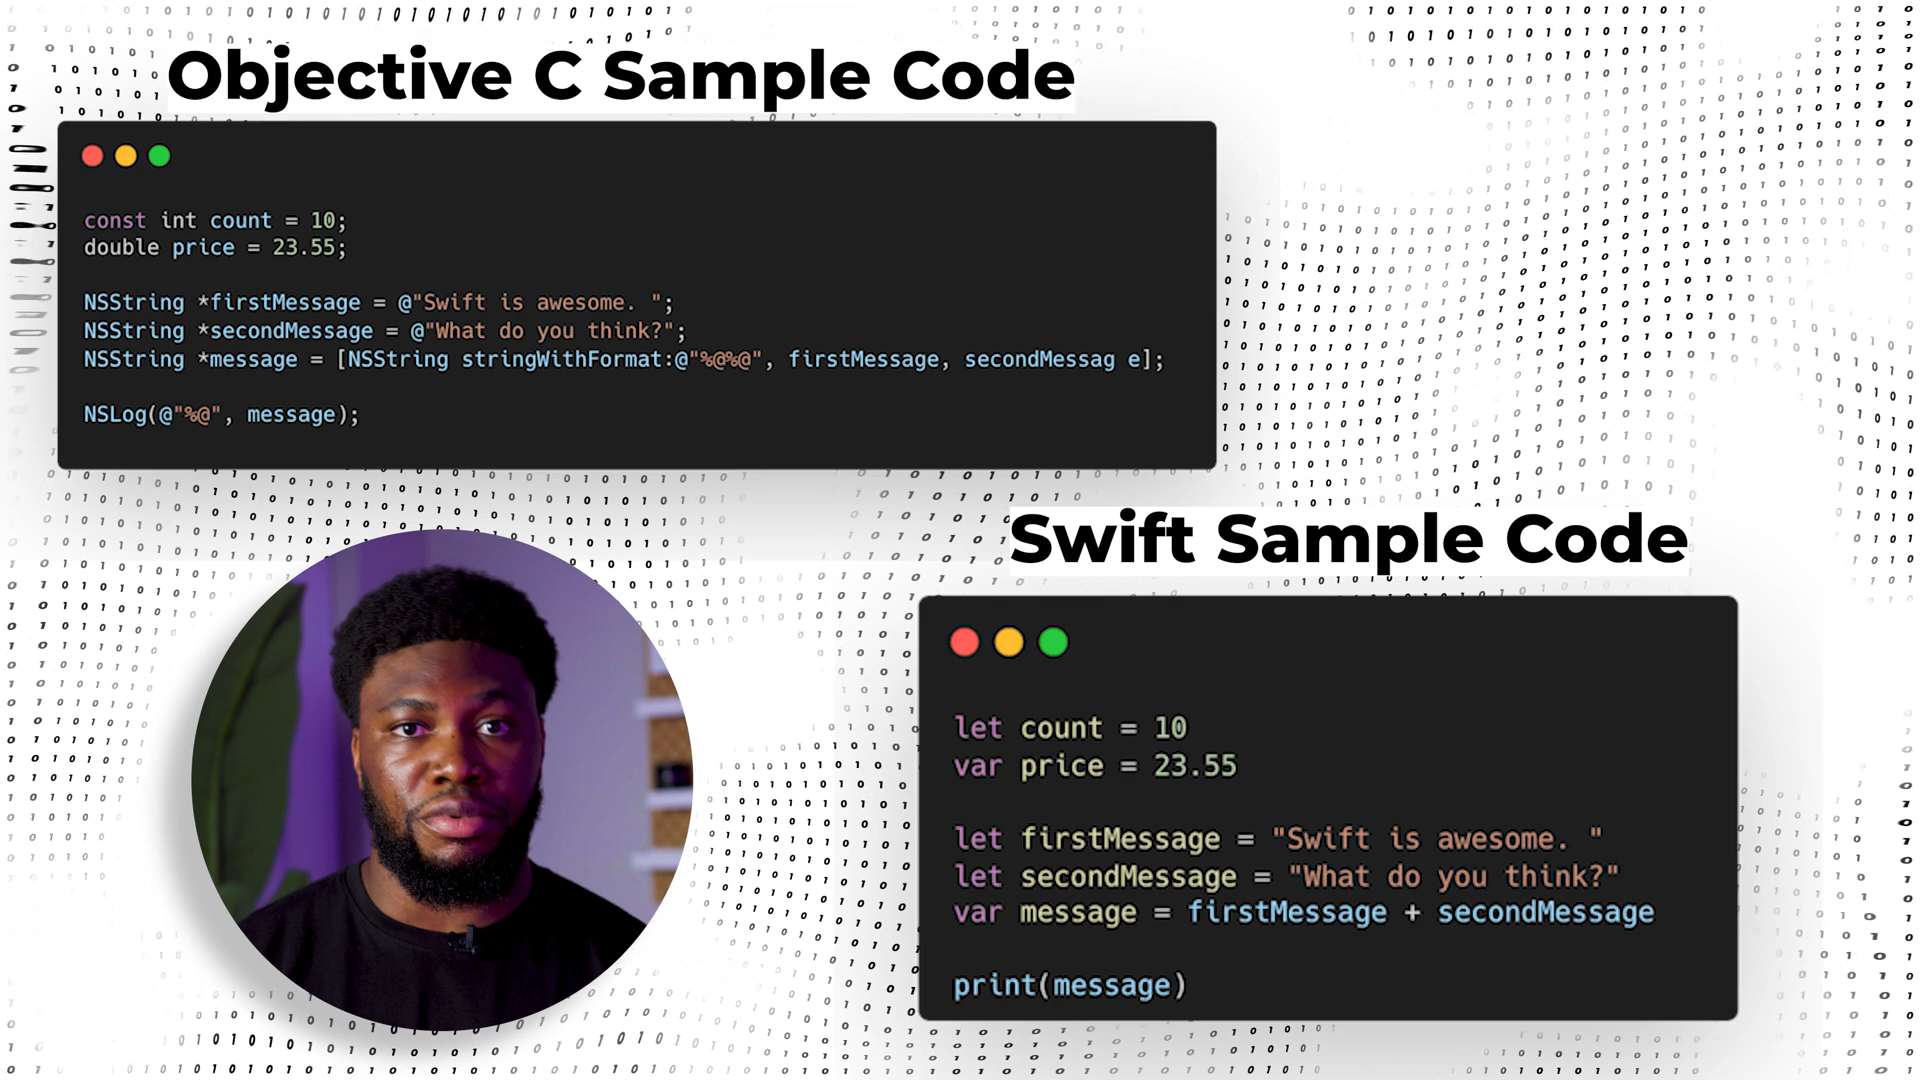 Objective C Sample Code
const int count = 10;
double price = 23.55;
NSString *firstMessage = @"Swift is awesome. ";
NSString *secondMessage = @"What do you think?";
NSString *message = [NSString stringWithFormat:@"%@%@", firstMessage, secondMessag e];
NSLog(@"%@", message);
Swift Sample Code
let count = 10
var price = 23.55
let firstMessage = "Swift is awesome. "
let secondMessage = "What do you think?"
var message = firstMessage + secondMessage
print(message)